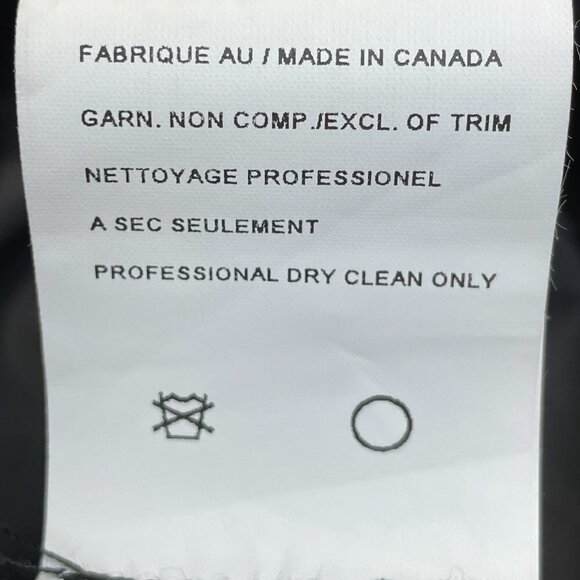 FABRIQUE AU / MADE IN CANADA
GARN. NON COMP./EXCL. OF TRIM
NETTOYAGE PROFESSIONEL
A SEC SEULEMENT
PROFESSIONAL DRY CLEAN ONLY